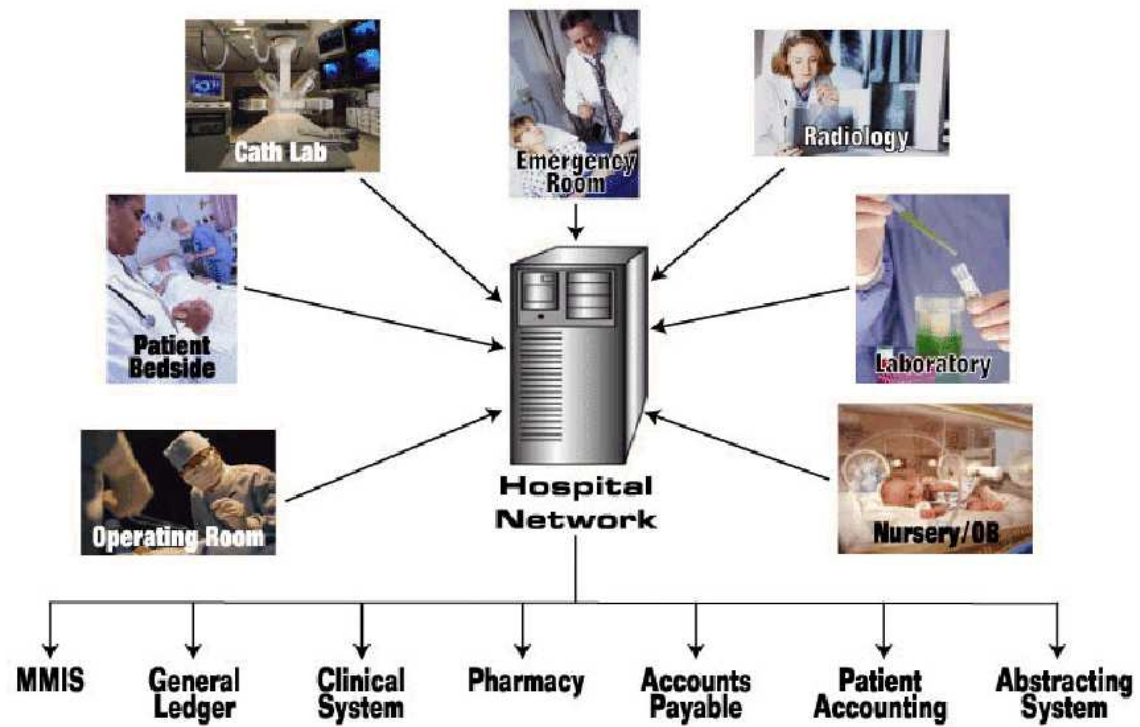 Cath Lab
Emergency
Room
Radiology
Patient
Bedside
Laboratory
Operating Room
Nursery/OB
Hospital
Network
MMIS
General
Ledger
Clinical
System
Pharmacy
Accounts
Payable
Patient
Accounting
Abstracting
System